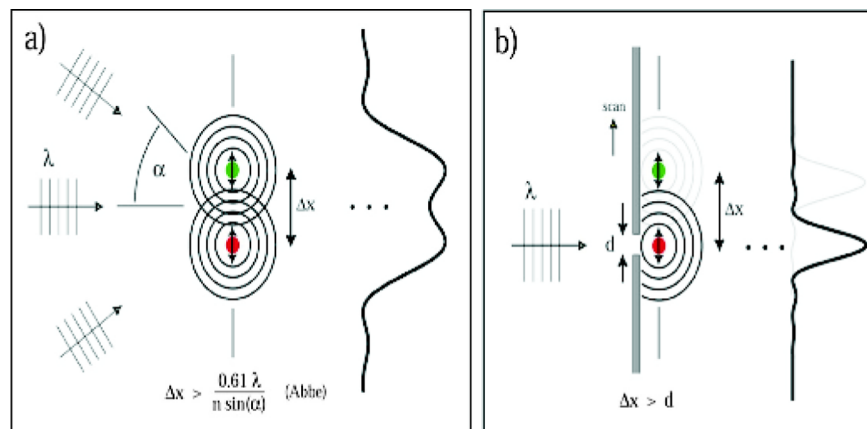 a)
λ
α
Δx
. . .
Δx > 0.61 λ / n sin(α) (Abbe)
b)
scan
λ
d
Δx
. . .
Δx > d